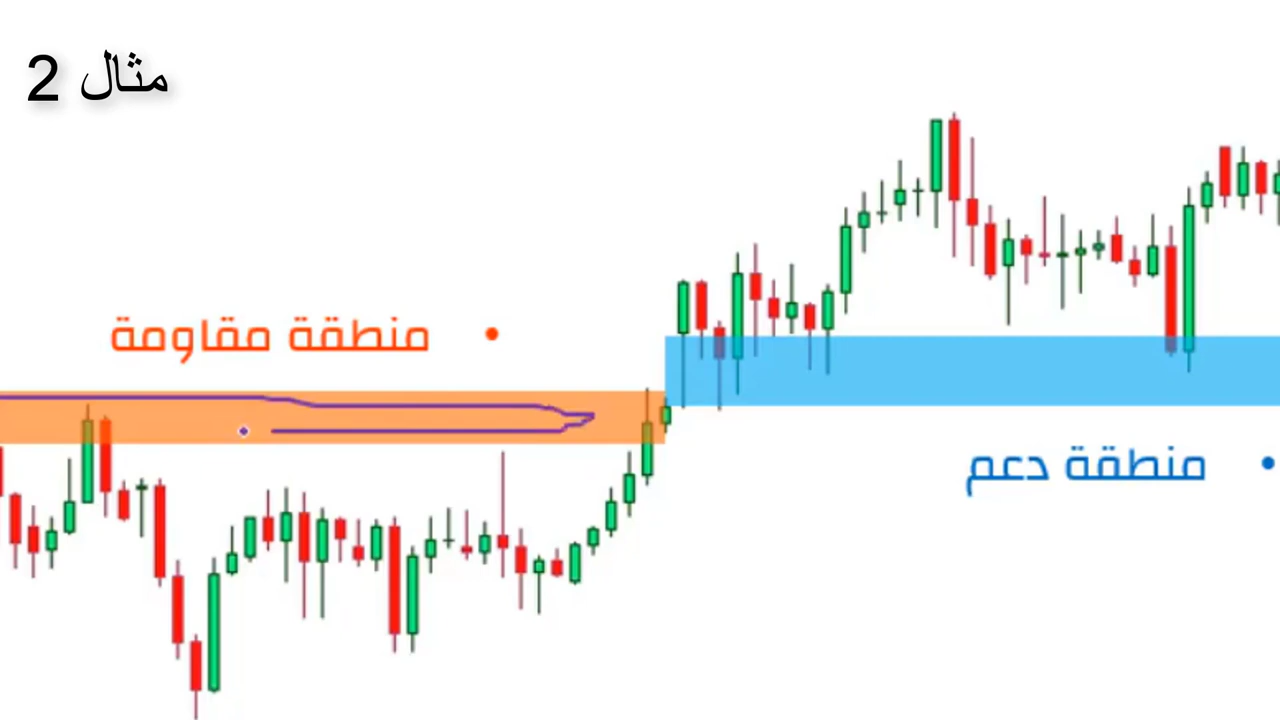 مثال 2
• منطقة مقاومة
• منطقة دعم